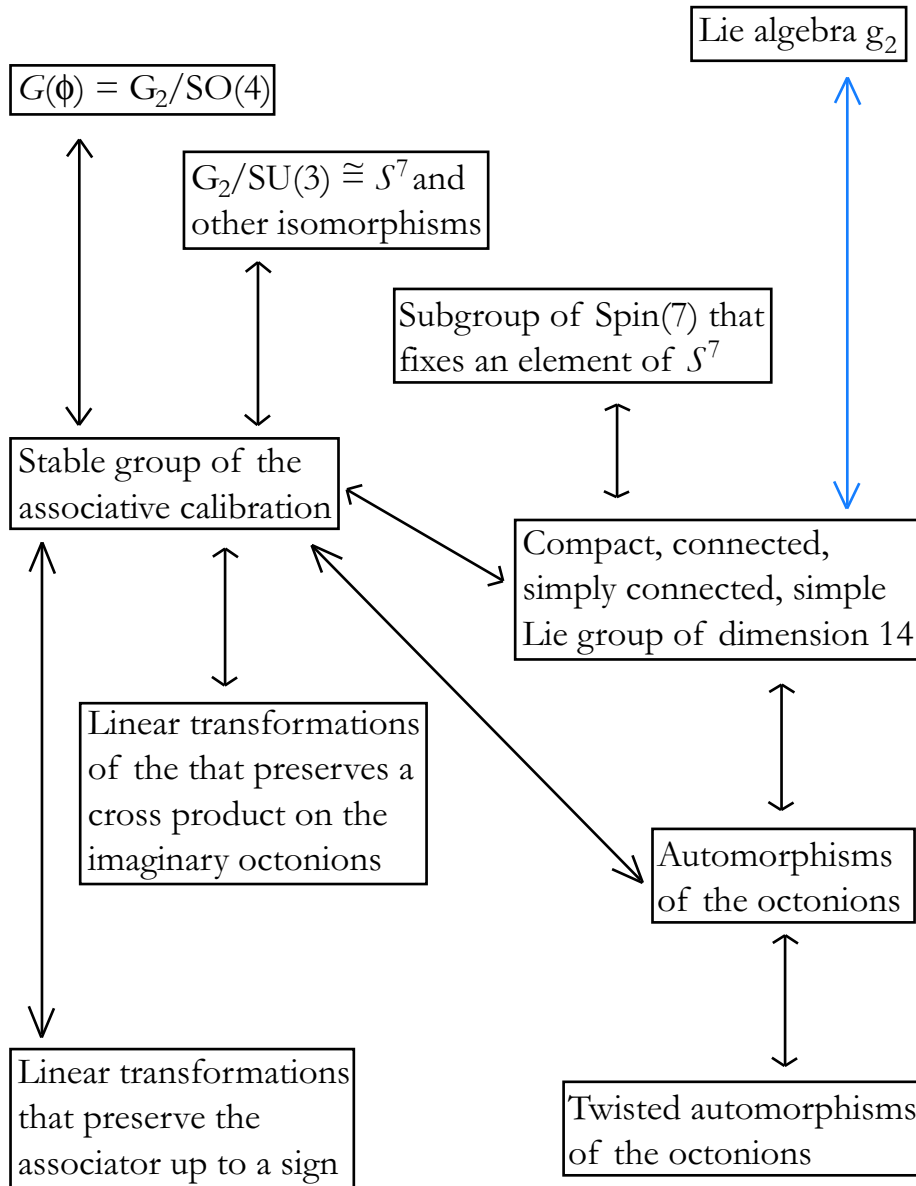 Lie algebra g₂
G(ϕ) = G₂/SO(4)
G₂/SU(3) ≅ S⁷ and
other isomorphisms
Subgroup of Spin(7) that
fixes an element of S⁷
Stable group of the
associative calibration
Compact, connected,
simply connected, simple
Lie group of dimension 14
Linear transformations
of the that preserves a
cross product on the
imaginary octonions
Automorphisms
of the octonions
Linear transformations
that preserve the
associator up to a sign
Twisted automorphisms
of the octonions